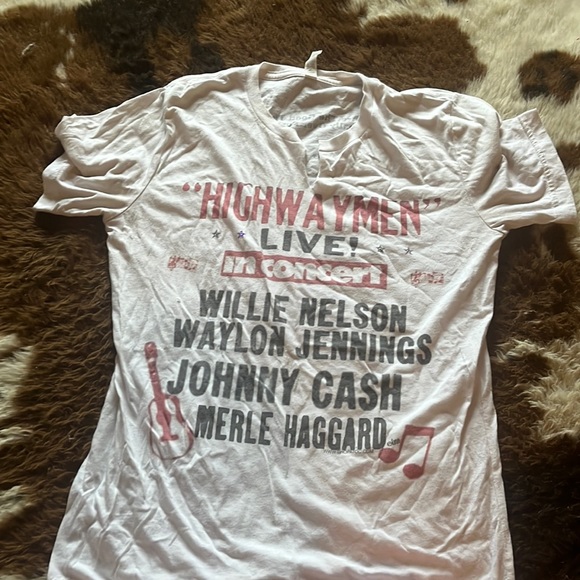 "HIGHWAYMEN"
LIVE!
in concert
WILLIE NELSON
WAYLON JENNINGS
JOHNNY CASH
MERLE HAGGARD